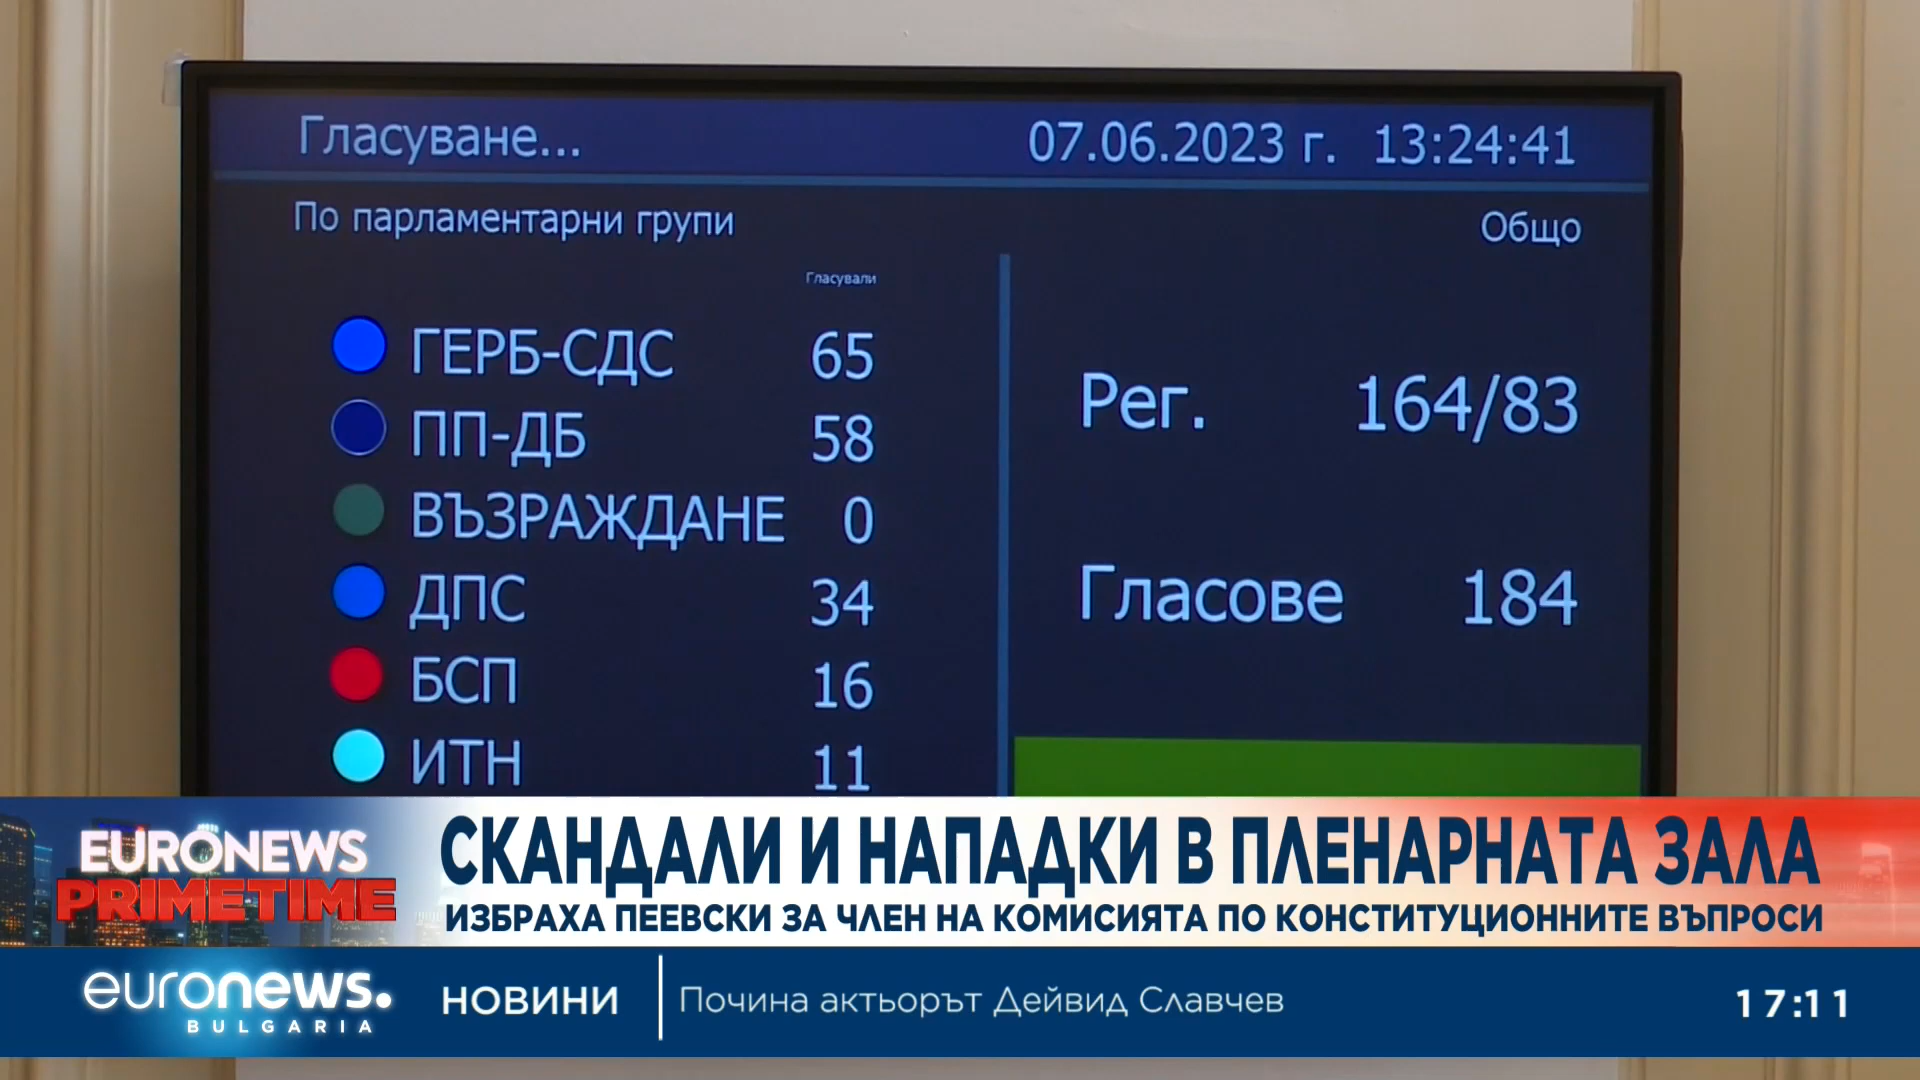 Гласуване... 07.06.2023 г. 13:24:41
По парламентарни групи Общо
Гласували
ГЕРБ-СДС 65
ПП-ДБ 58
ВЪЗРАЖДАНЕ 0
ДПС 34
БСП 16
ИТН 11
Рег. 164/83
Гласове 184
EURONEWS
PRIMETIME
СКАНДАЛИ И НАПАДКИ В ПЛЕНАРНАТА ЗАЛА
ИЗБРАХА ПЕЕВСКИ ЗА ЧЛЕН НА КОМИСИЯТА ПО КОНСТИТУЦИОННИТЕ ВЪПРОСИ
euronews.
BULGARIA
НОВИНИ
Почина актьорът Дейвид Славчев
17:11